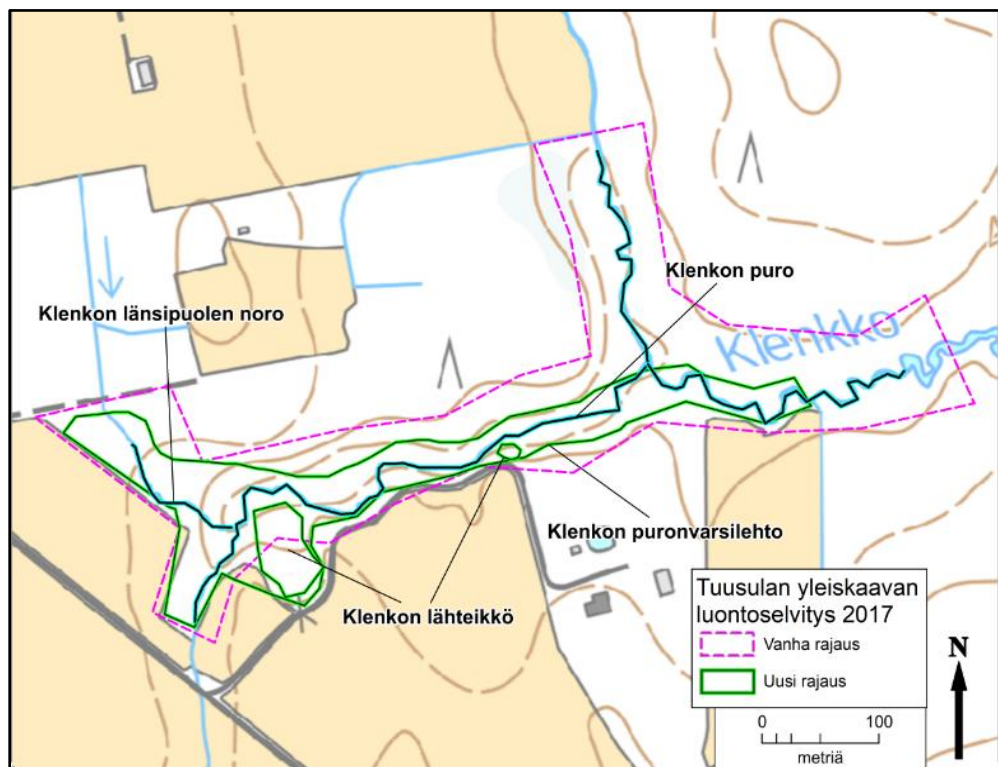 Klenkon puro
Klenkon länsipuolen noro
Klenkko
Klenkon puronvarsilehto
Klenkon lähteikkö
Tuusulan yleiskaavan
luontoselvitys 2017
Vanha rajaus
Uusi rajaus
0 100
metriä
N